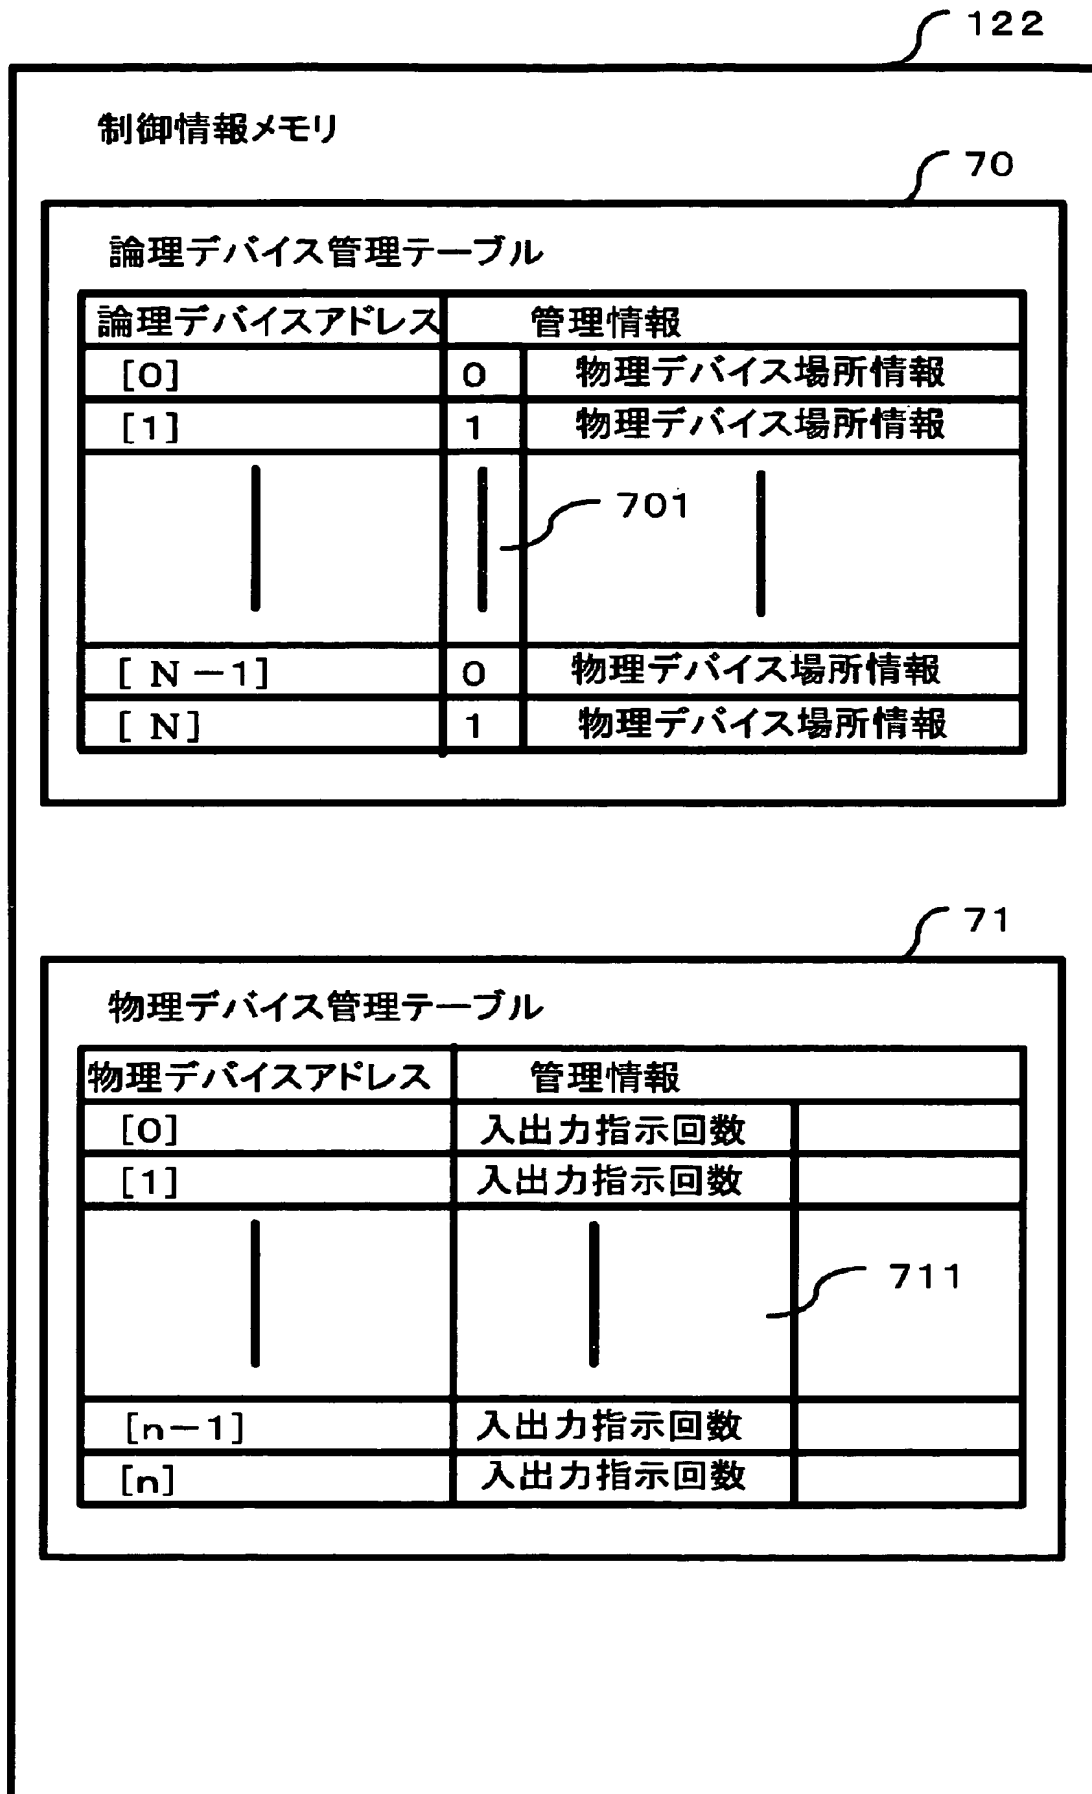 122
制御情報メモリ
70
論理デバイス管理テーブル
論理デバイスアドレス 管理情報
[0] 0 物理デバイス場所情報
[1] 1 物理デバイス場所情報
701
[N－1] 0 物理デバイス場所情報
[N] 1 物理デバイス場所情報
71
物理デバイス管理テーブル
物理デバイスアドレス 管理情報
[0] 入出力指示回数
[1] 入出力指示回数
711
[n－1] 入出力指示回数
[n] 入出力指示回数